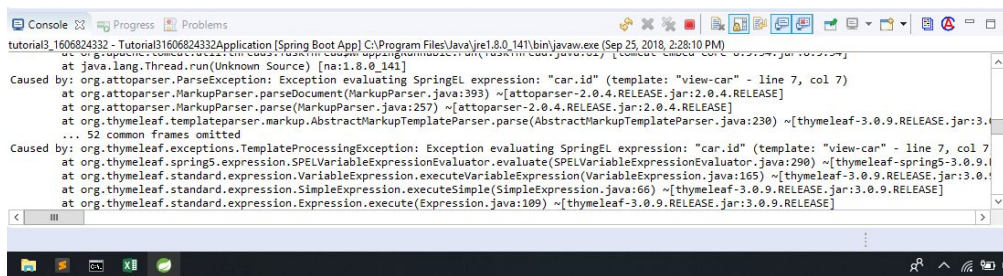 Console Progress Problems
tutorial3_1606824332 - Tutorial31606824332Application [Spring Boot App] C:\Program Files\Java\jre1.8.0_141\bin\javaw.exe (Sep 25, 2018, 2:28:10 PM)
at java.lang.Thread.run(Unknown Source) [na:1.8.0_141]
Caused by: org.attoparser.ParseException: Exception evaluating SpringEL expression: "car.id" (template: "view-car" - line 7, col 7)
at org.attoparser.MarkupParser.parseDocument(MarkupParser.java:393) ~[attoparser-2.0.4.RELEASE.jar:2.0.4.RELEASE]
at org.attoparser.MarkupParser.parse(MarkupParser.java:257) ~[attoparser-2.0.4.RELEASE.jar:2.0.4.RELEASE]
at org.thymeleaf.templateparser.markup.AbstractMarkupTemplateParser.parse(AbstractMarkupTemplateParser.java:230) ~[thymeleaf-3.0.9.RELEASE.jar:3.
... 52 common frames omitted
Caused by: org.thymeleaf.exceptions.TemplateProcessingException: Exception evaluating SpringEL expression: "car.id" (template: "view-car" - line 7, col 7
at org.thymeleaf.spring5.expression.SPELVariableExpressionEvaluator.evaluate(SPELVariableExpressionEvaluator.java:290) ~[thymeleaf-spring5-3.0.9.
at org.thymeleaf.standard.expression.VariableExpression.executeVariableExpression(VariableExpression.java:165) ~[thymeleaf-3.0.9.RELEASE.jar:3.0.
at org.thymeleaf.standard.expression.SimpleExpression.executeSimple(SimpleExpression.java:66) ~[thymeleaf-3.0.9.RELEASE.jar:3.0.9.RELEASE]
at org.thymeleaf.standard.expression.Expression.execute(Expression.java:109) ~[thymeleaf-3.0.9.RELEASE.jar:3.0.9.RELEASE]